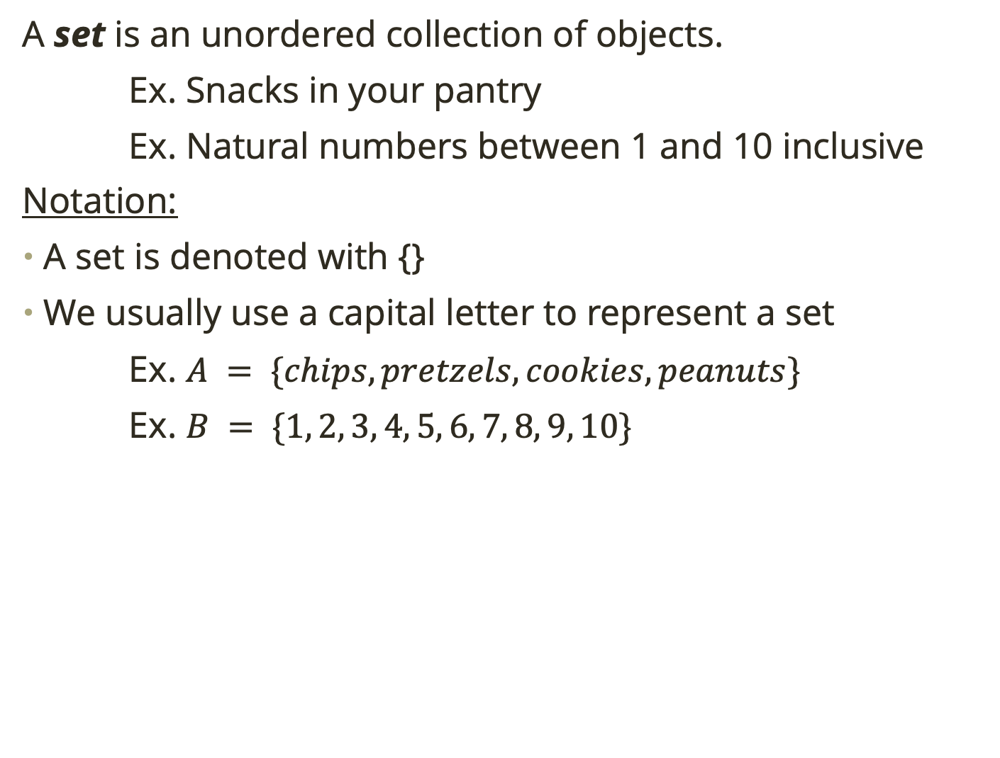 A set is an unordered collection of objects.
Ex. Snacks in your pantry
Ex. Natural numbers between 1 and 10 inclusive
Notation:
• A set is denoted with {}
• We usually use a capital letter to represent a set
Ex. A = {chips, pretzels, cookies, peanuts}
Ex. B = {1, 2, 3, 4, 5, 6, 7, 8, 9, 10}